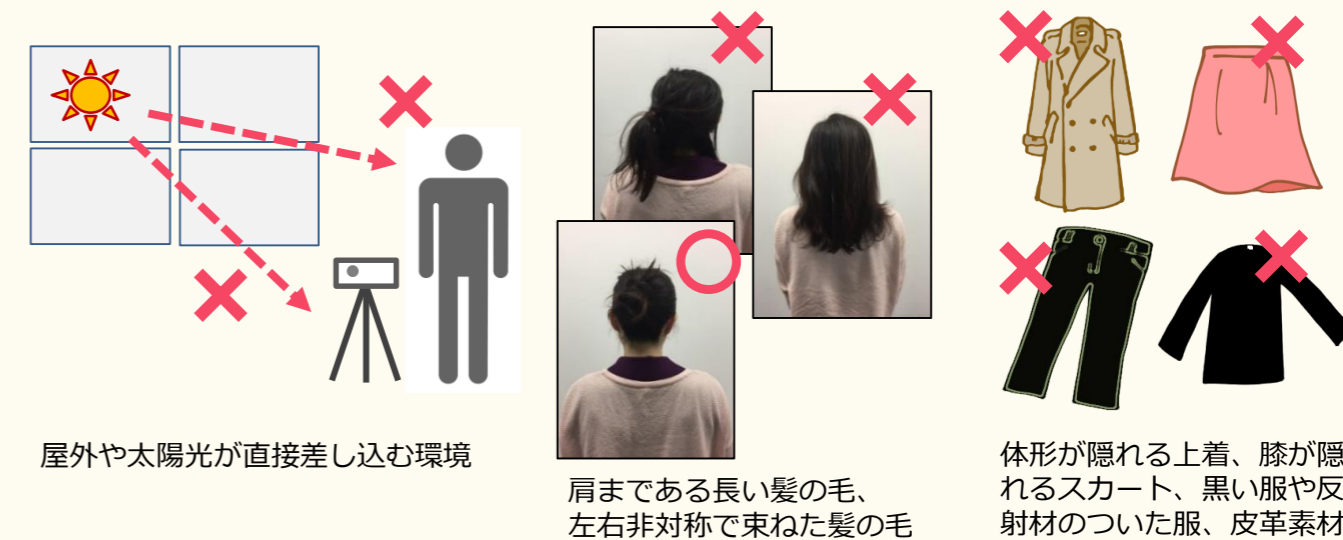 屋外や太陽光が直接差し込む環境
肩まである長い髪の毛、
左右非対称で束ねた髪の毛
体形が隠れる上着、膝が隠
れるスカート、黒い服や反
射材のついた服、皮革素材